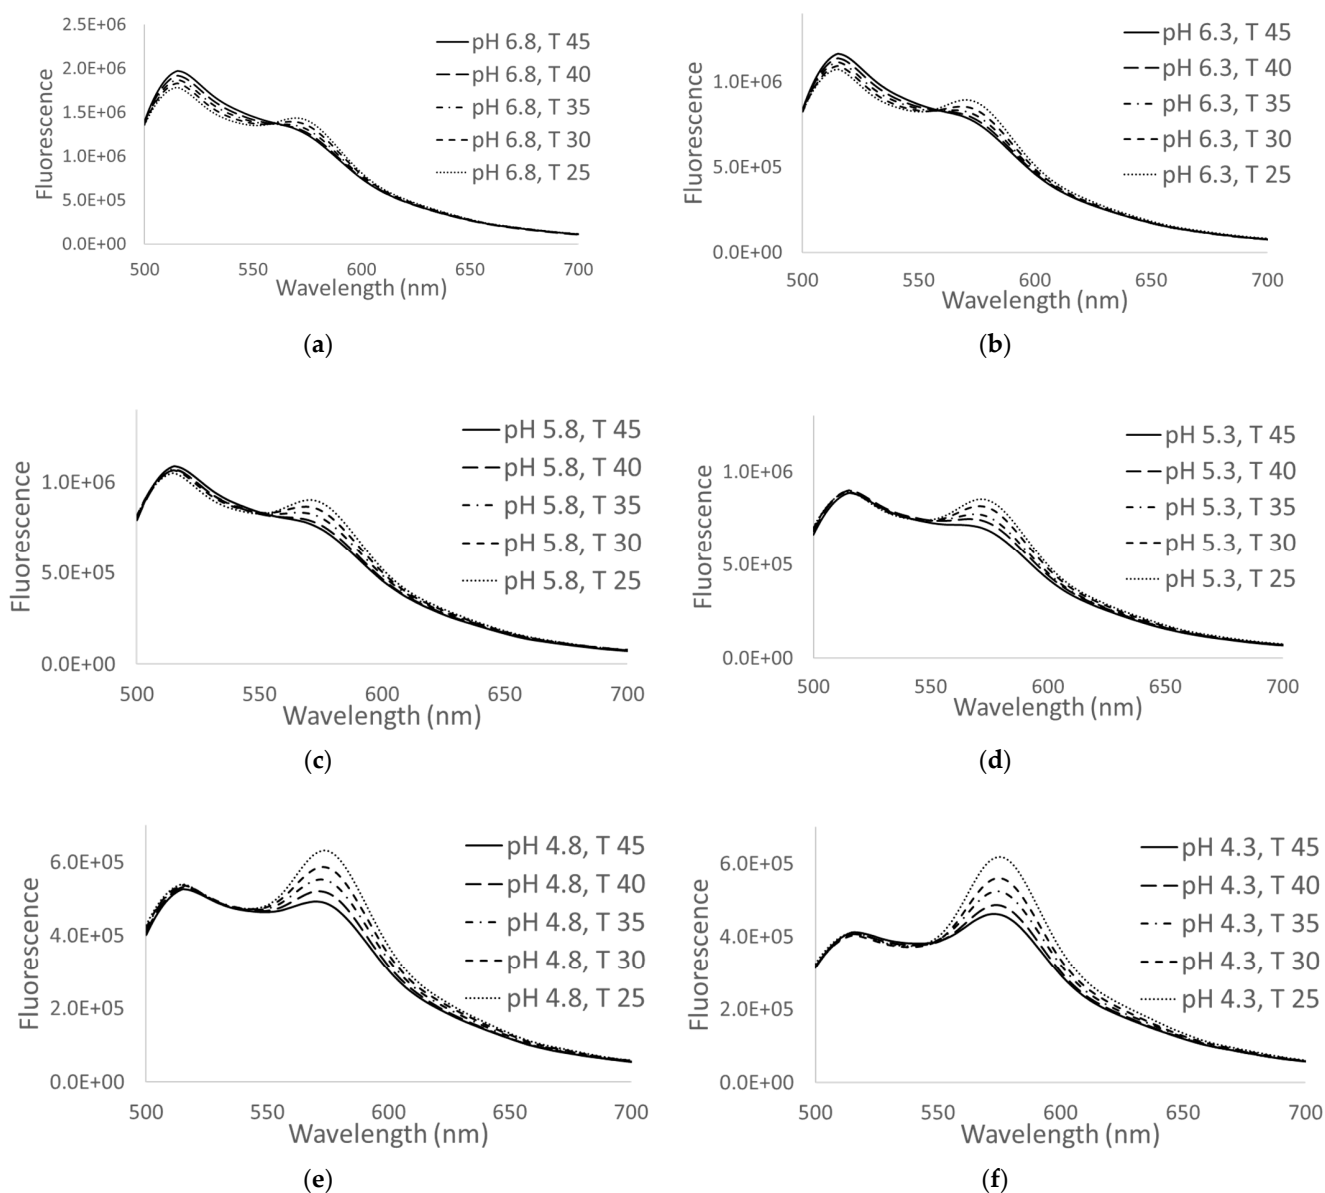 2.5E+06
2.0E+06
1.5E+06
1.0E+06
5.0E+05
0.0E+00
Fluorescence
pH 6.8, T 45
pH 6.8, T 40
pH 6.8, T 35
pH 6.8, T 30
pH 6.8, T 25
500 550 600 650 700
Wavelength (nm)
(a)
1.0E+06
5.0E+05
0.0E+00
Fluorescence
pH 6.3, T 45
pH 6.3, T 40
pH 6.3, T 35
pH 6.3, T 30
pH 6.3, T 25
500 550 600 650 700
Wavelength (nm)
(b)
1.0E+06
5.0E+05
0.0E+00
Fluorescence
pH 5.8, T 45
pH 5.8, T 40
pH 5.8, T 35
pH 5.8, T 30
pH 5.8, T 25
500 550 600 650 700
Wavelength (nm)
(c)
1.0E+06
5.0E+05
0.0E+00
Fluorescence
pH 5.3, T 45
pH 5.3, T 40
pH 5.3, T 35
pH 5.3, T 30
pH 5.3, T 25
500 550 600 650 700
Wavelength (nm)
(d)
6.0E+05
4.0E+05
2.0E+05
0.0E+00
Fluorescence
pH 4.8, T 45
pH 4.8, T 40
pH 4.8, T 35
pH 4.8, T 30
pH 4.8, T 25
500 550 600 650 700
Wavelength (nm)
(e)
6.0E+05
4.0E+05
2.0E+05
0.0E+00
Fluorescence
pH 4.3, T 45
pH 4.3, T 40
pH 4.3, T 35
pH 4.3, T 30
pH 4.3, T 25
500 550 600 650 700
Wavelength (nm)
(f)